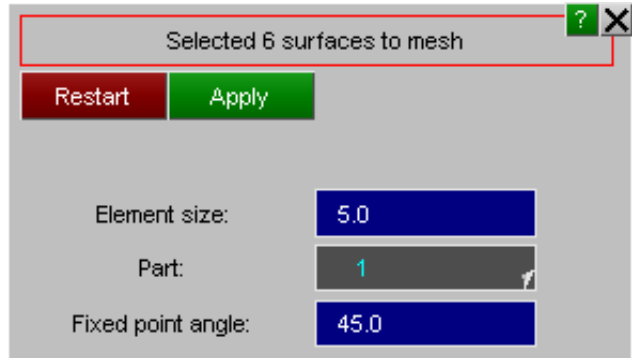 ?
Selected 6 surfaces to mesh
Restart Apply
Element size: 5.0
Part: 1
Fixed point angle: 45.0